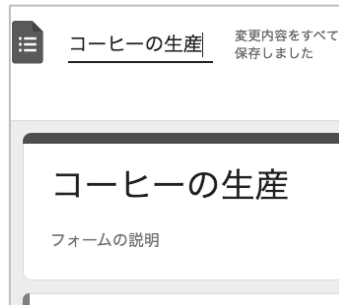 コーヒーの生産
変更内容をすべて
保存しました
コーヒーの生産
フォームの説明